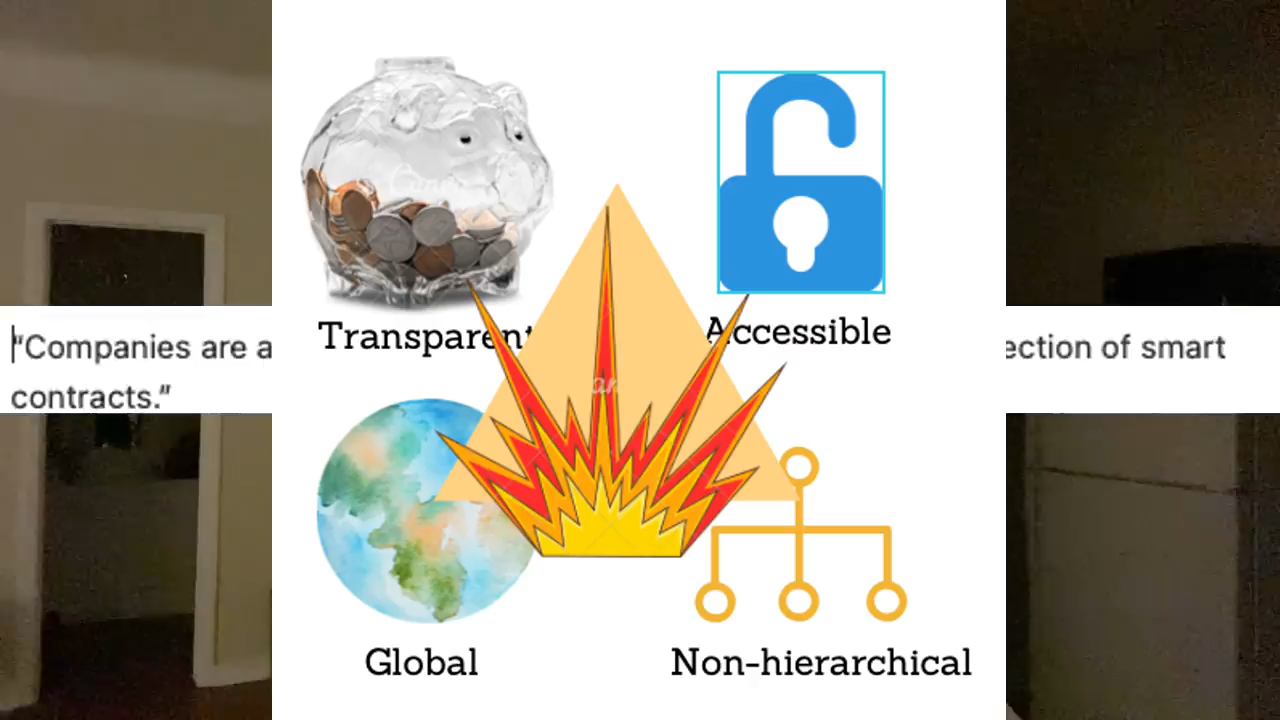 Transparent
Accessible
"Companies are a
ection of smart
contracts."
Global
Non-hierarchical